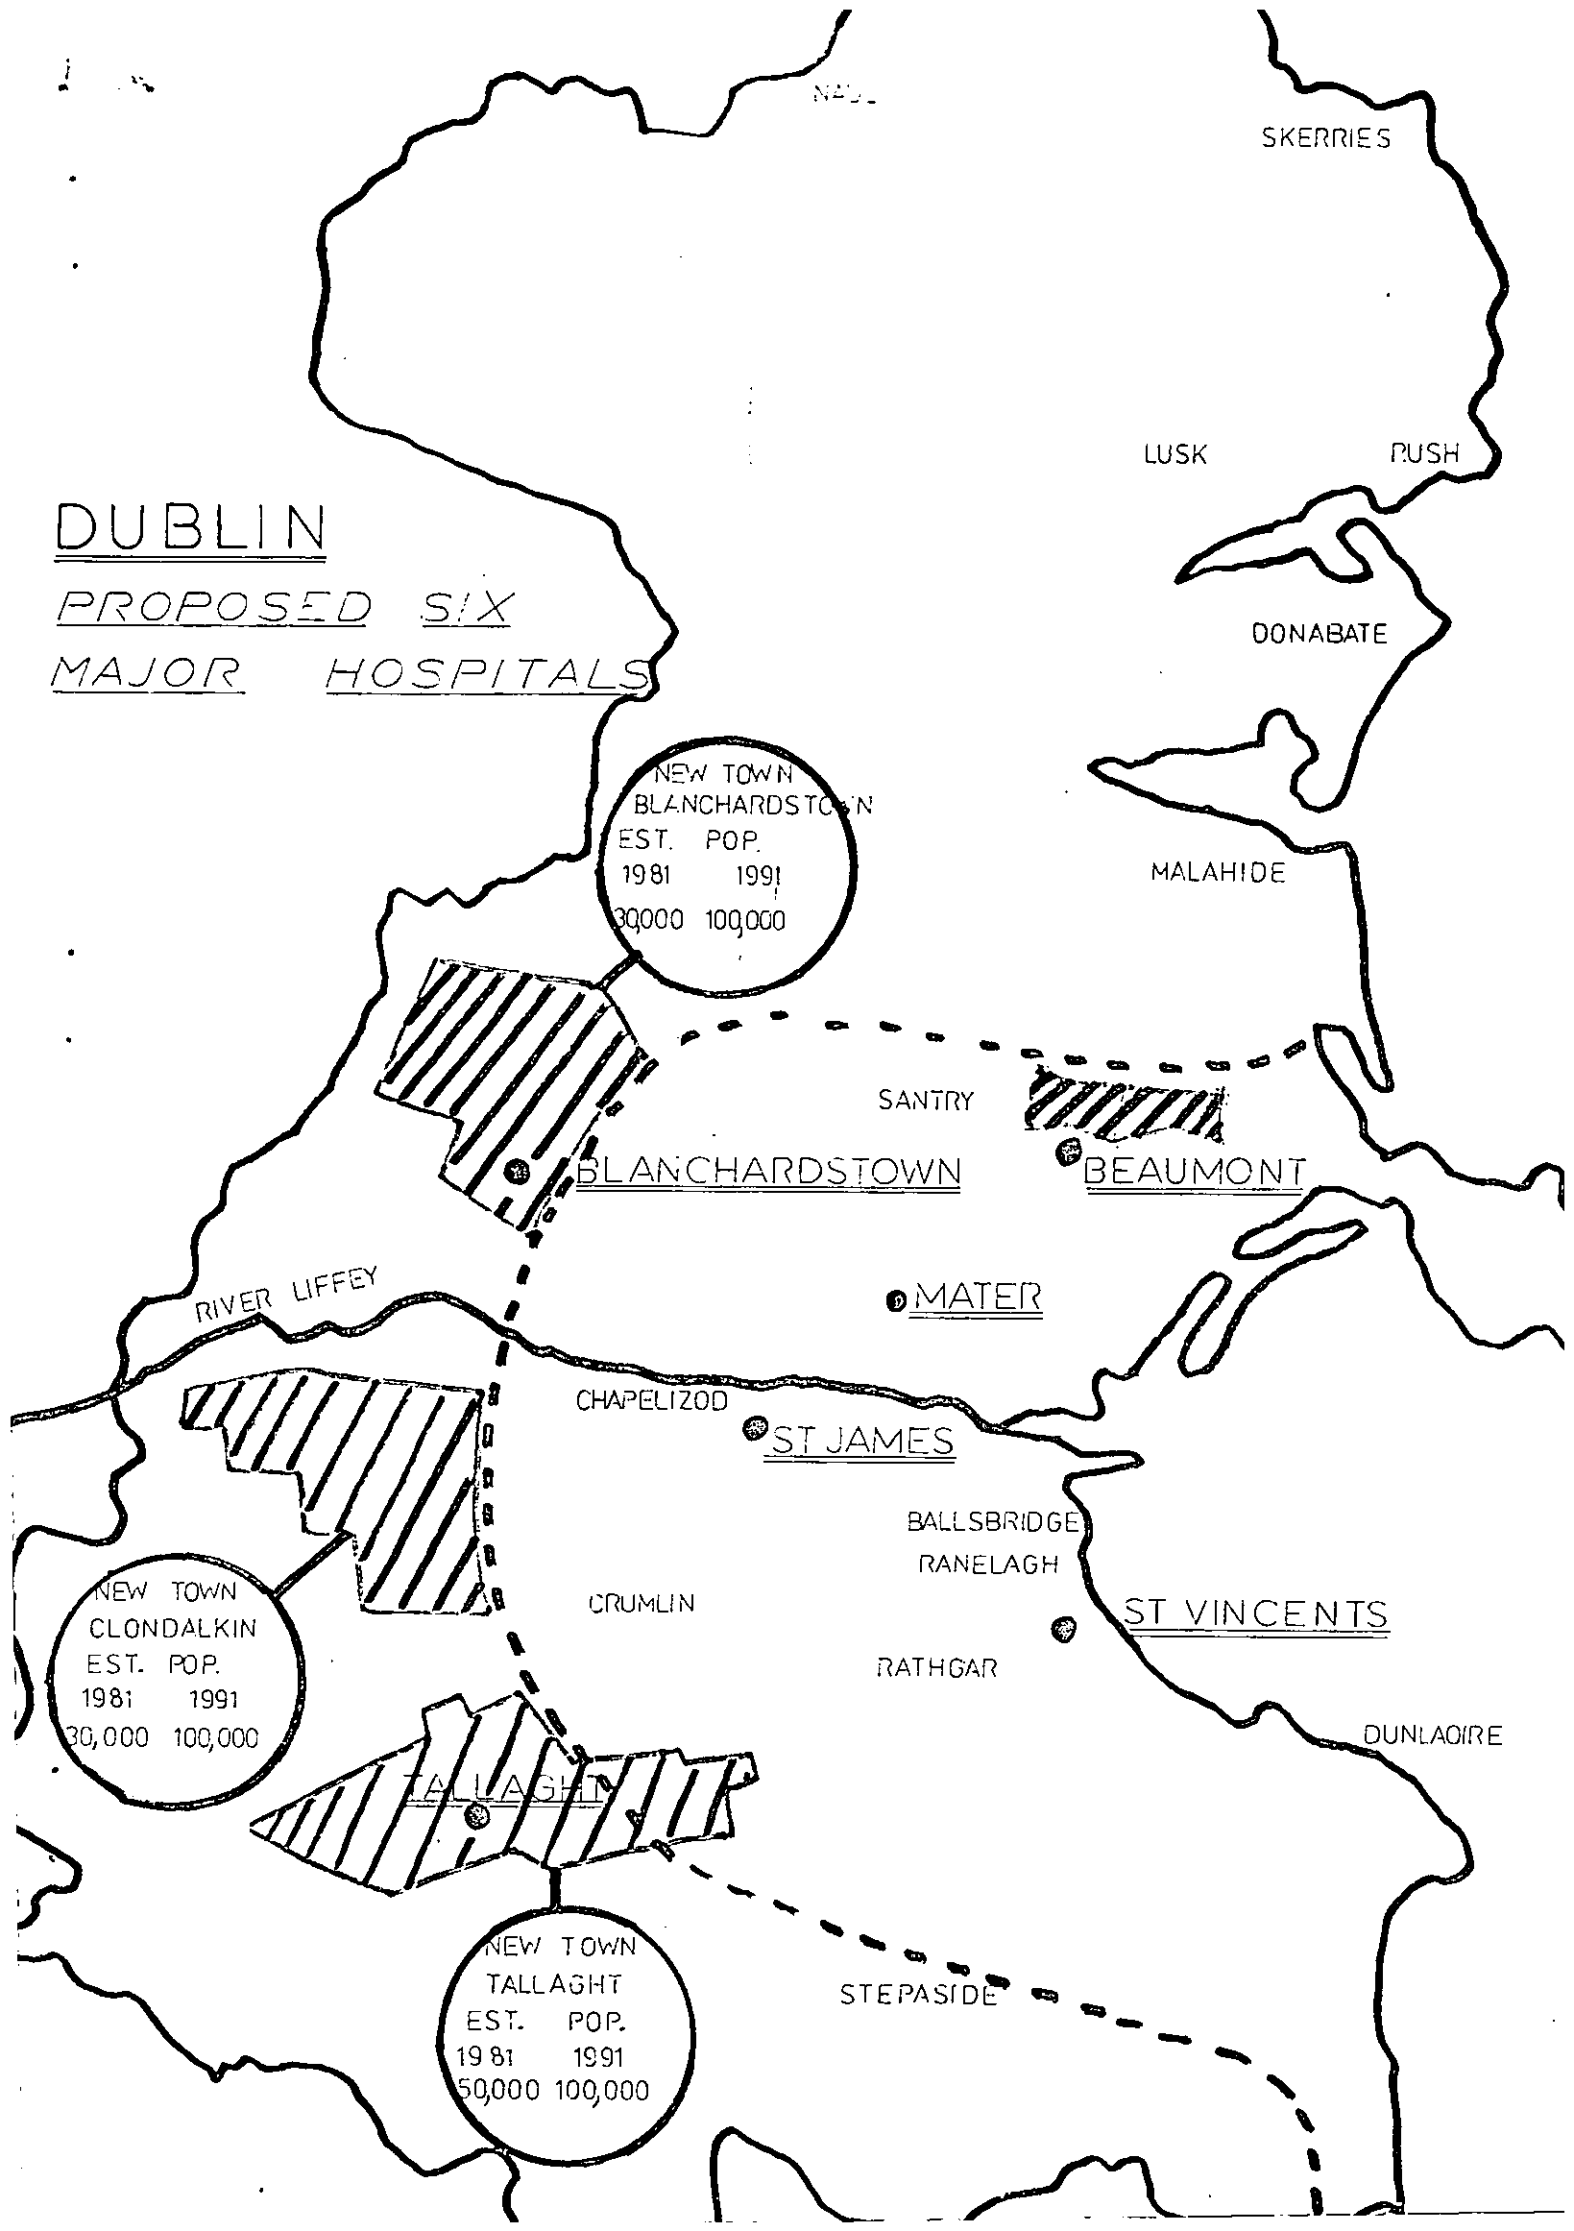 SKERRIES
LUSK
RUSH
DUBLIN
PROPOSED SIX
MAJOR HOSPITALS
DONABATE
NEW TOWN
BLANCHARDSTOWN
EST. POP.
1981 1991
30,000 100,000
MALAHIDE
SANTRY
BLANCHARDSTOWN
BEAUMONT
RIVER LIFFEY
MATER
CHAPELIZOD
ST JAMES
BALLSBRIDGE
RANELAGH
NEW TOWN
CLONDALKIN
EST. POP.
1981 1991
30,000 100,000
CRUMLIN
ST VINCENTS
RATHGAR
DUNLAOIRE
TALLAGHT
NEW TOWN
TALLAGHT
EST. POP.
1981 1991
50,000 100,000
STEPASIDE